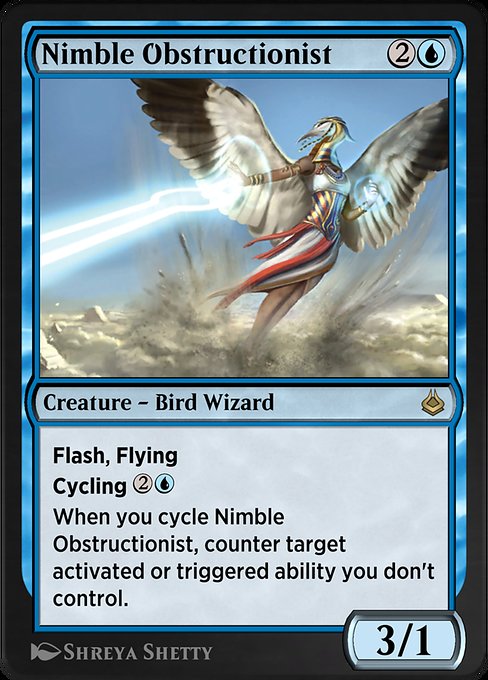 Nimble Obstructionist 2
Creature – Bird Wizard
Flash, Flying
Cycling 2
When you cycle Nimble
Obstructionist, counter target
activated or triggered ability you don't
control.
3/1
Shreya Shetty